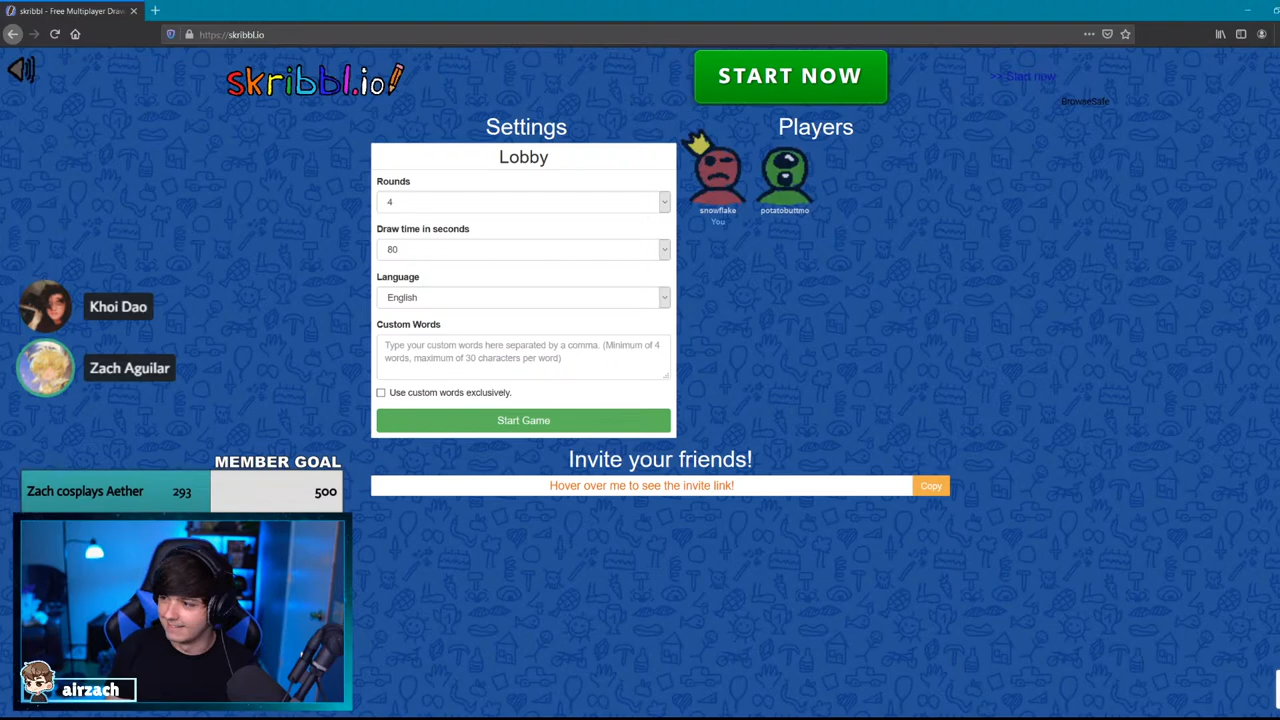 skribbl - Free Multiplayer Draw
https://skribbl.io
skribbl.io
START NOW
>> Start now
BrowseSafe
Settings
Players
Lobby
Rounds
4
snowflake
You
potatobuttmo
Draw time in seconds
80
Language
English
Khoi Dao
Custom Words
Type your custom words here separated by a comma. (Minimum of 4
words, maximum of 30 characters per word)
Zach Aguilar
Use custom words exclusively.
Start Game
Invite your friends!
Hover over me to see the invite link!
Copy
MEMBER GOAL
Zach cosplays Aether 293
500
airzach